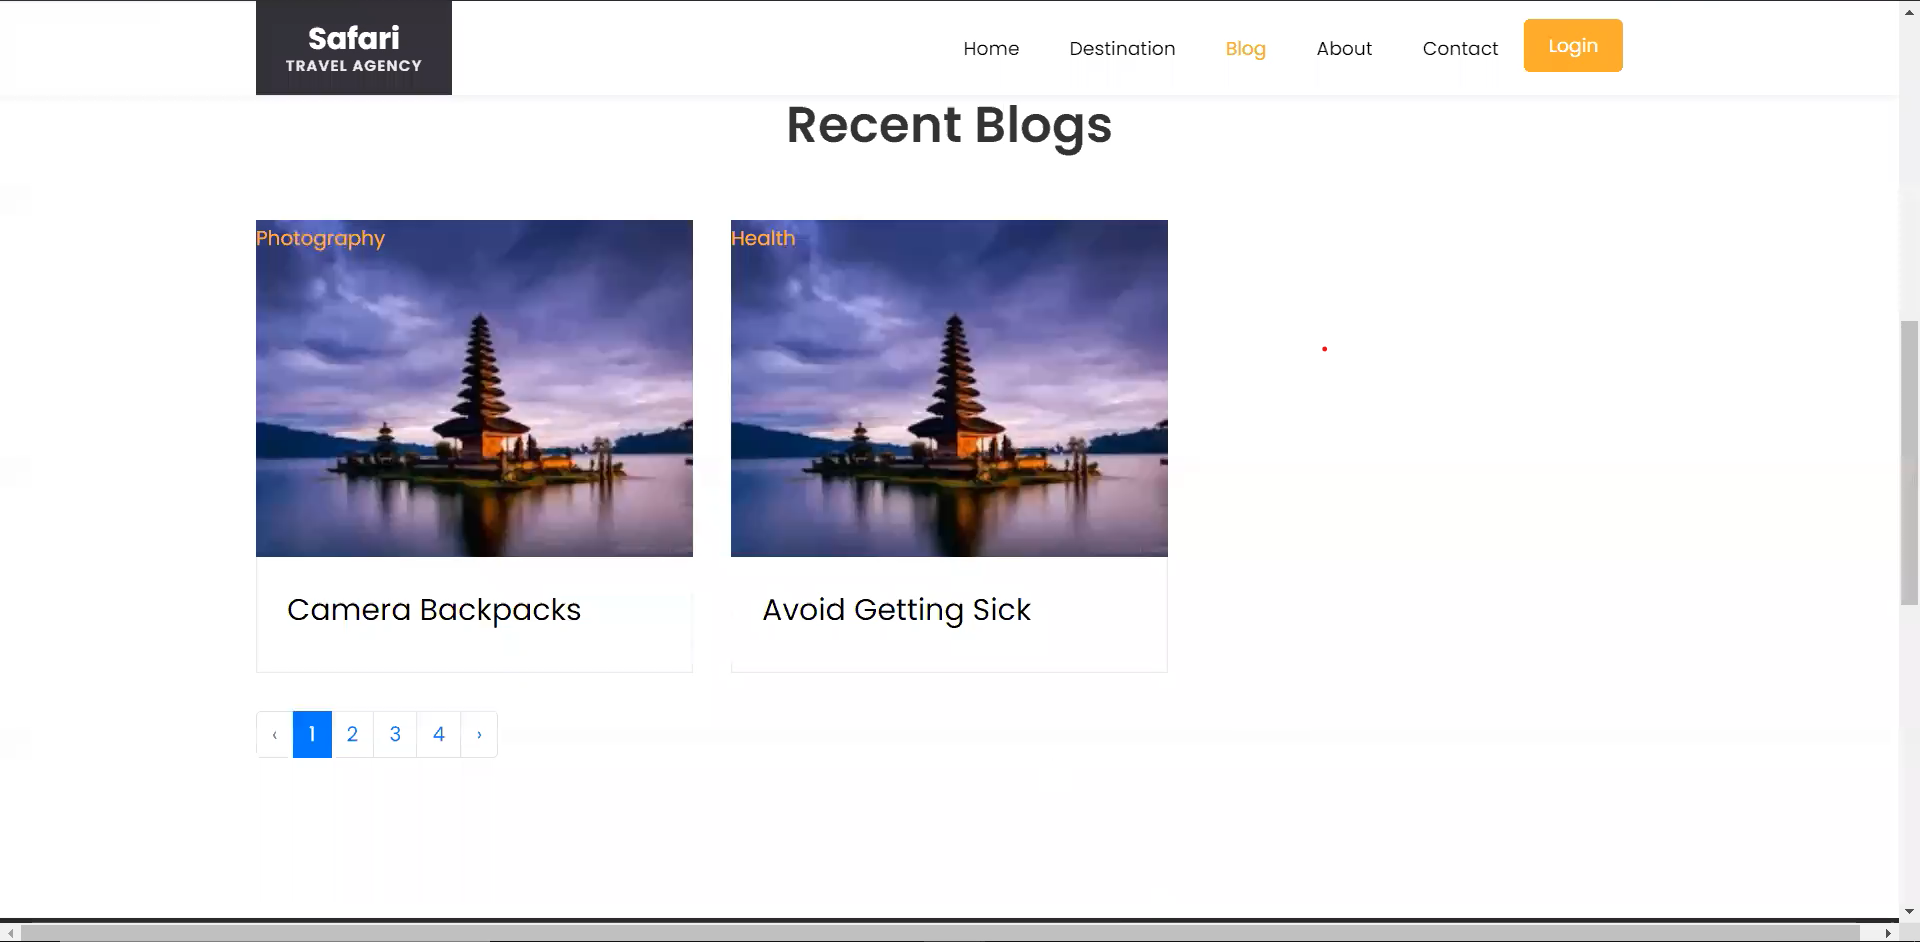 Safari
TRAVEL AGENCY
Home Destination Blog About Contact Login
Recent Blogs
Photography
Health
Camera Backpacks
Avoid Getting Sick
‹ 1 2 3 4 ›